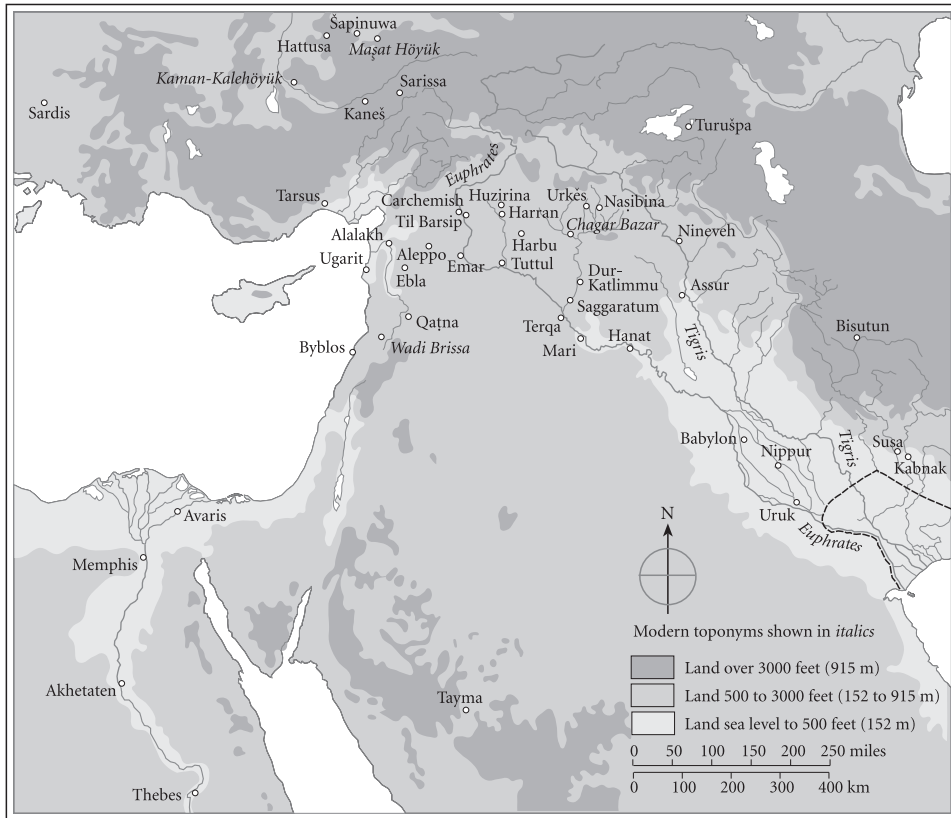 Šapinuwa
Hattusa
Maşat Höyük
Kaman-Kalehöyük
Sarissa
Sardis
Kaneš
Turušpa
Euphrates
Tarsus
Carchemish
Huzirina
Urkeš
Nasibina
Til Barsip
Harran
Chagar Bazar
Alalakh
Nineveh
Ugarit
Aleppo
Harbu
Emar
Tuttul
Ebla
Dur-
Katlimmu
Assur
Saggaratum
Qaṭna
Terqa
Hanat
Tigris
Bisutun
Byblos
Wadi Brissa
Mari
Babylon
Nippur
Tigris
Susa
Kabnak
Avaris
Uruk
Euphrates
Memphis
N
Modern toponyms shown in italics
Land over 3000 feet (915 m)
Akhetaten
Land 500 to 3000 feet (152 to 915 m)
Tayma
Land sea level to 500 feet (152 m)
0 50 100 150 200 250 miles
0 100 200 300 400 km
Thebes